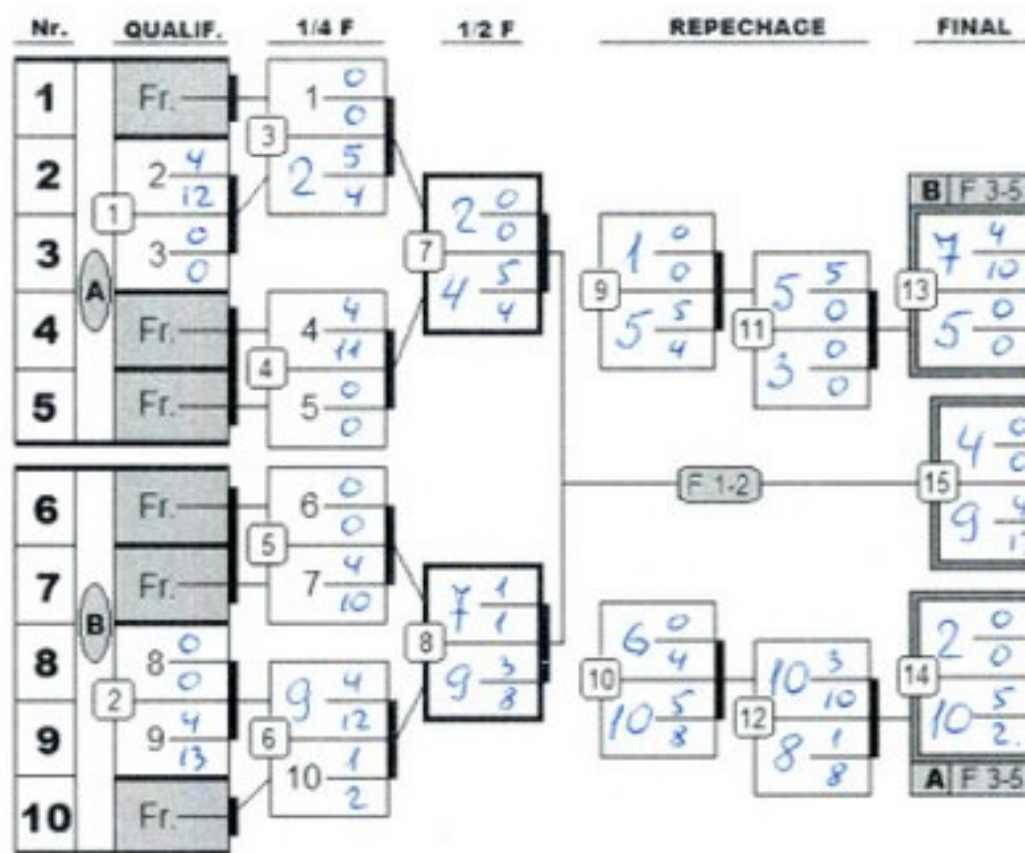 Nr. QUALIF. 1/4 F 1/2 F REPECHAGE FINAL
1 Fr. 1 0 0
3
2 2 4 12 2 5 4
1
3 3 0 0
A
4 Fr. 4 4 11
4
5 Fr. 5 0 0
2 0 0
7
4 5 4
6 Fr. 6 0 0
5
7 Fr. 7 4 10
B
8 8 0 0
2
9 9 4 13
9 4 12
6
10 1 2
10 Fr.
7 1 1
8
9 3 8
1 0 0
9
5 5 4
5 5 0
11
3 0 0
B F 3-5
7 4 10
13
5 0 0
F 1-2
4 0 0
15
9 4
6 0 4
10
10 5 8
10 3 10
12
8 1 8
2 0 0
14
10 5 2.
A F 3-5